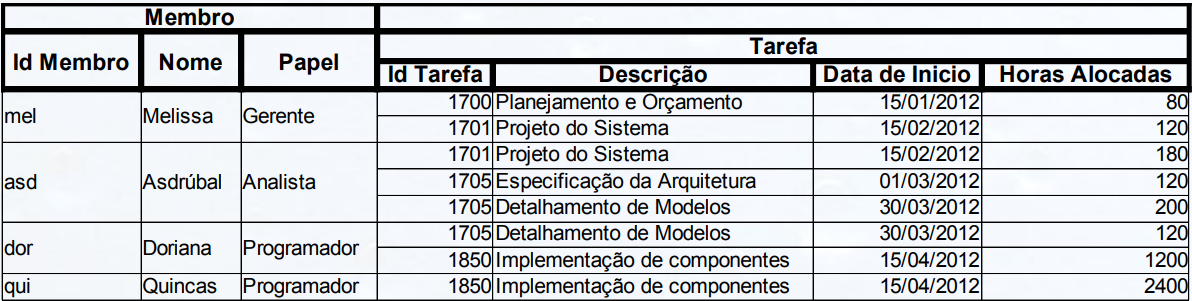 Membro
Tarefa
Id Membro Nome Papel
Id Tarefa Descrição Data de Inicio Horas Alocadas
mel Melissa Gerente 1700 Planejamento e Orçamento 15/01/2012 80
1701 Projeto do Sistema 15/02/2012 120
asd Asdrúbal Analista 1701 Projeto do Sistema 15/02/2012 180
1705 Especificação da Arquitetura 01/03/2012 120
1705 Detalhamento de Modelos 30/03/2012 200
dor Doriana Programador 1705 Detalhamento de Modelos 30/03/2012 120
1850 Implementação de componentes 15/04/2012 1200
qui Quincas Programador 1850 Implementação de componentes 15/04/2012 2400